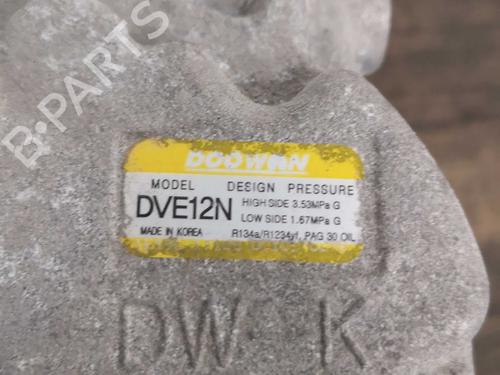 B-PARTS
DOOWON
MODEL DESIGN PRESSURE
DVE12N HIGH SIDE 3.53MPa G
LOW SIDE 1.67MPa G
MADE IN KOREA R134a/R1234yf, PAG 30 OIL
DW K